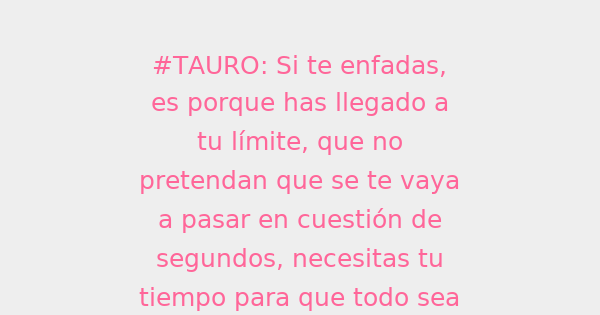 #TAURO: Si te enfadas,
es porque has llegado a
tu límite, que no
pretendan que se te vaya
a pasar en cuestión de
segundos, necesitas tu
tiempo para que todo sea